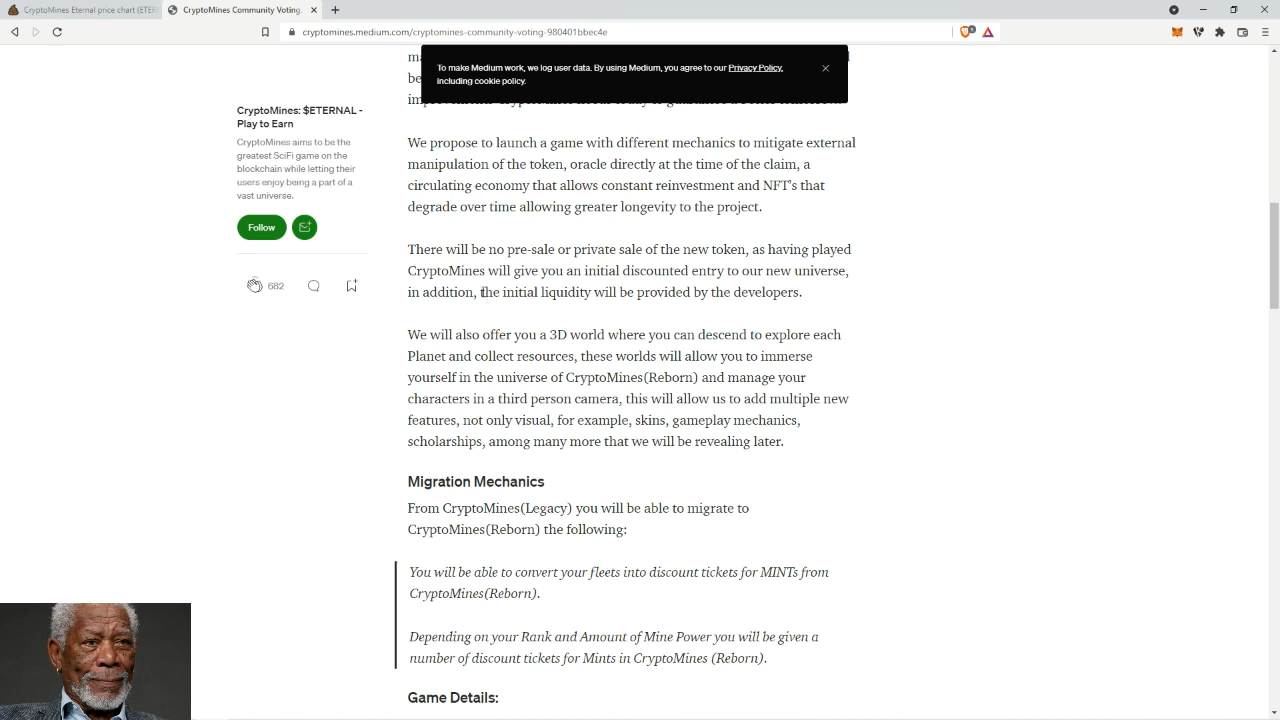 CryptoMines Eternal price chart (ETER
CryptoMines Community Voting.
cryptomines.medium.com/cryptomines-community-voting-980401bbec4e
To make Medium work, we log user data. By using Medium, you agree to our Privacy Policy,
including cookie policy.
CryptoMines: $ETERNAL -
Play to Earn
CryptoMines aims to be the
greatest SciFi game on the
blockchain while letting their
users enjoy being a part of a
vast universe.
Follow
682
We propose to launch a game with different mechanics to mitigate external
manipulation of the token, oracle directly at the time of the claim, a
circulating economy that allows constant reinvestment and NFT's that
degrade over time allowing greater longevity to the project.
There will be no pre-sale or private sale of the new token, as having played
CryptoMines will give you an initial discounted entry to our new universe,
in addition, the initial liquidity will be provided by the developers.
We will also offer you a 3D world where you can descend to explore each
Planet and collect resources, these worlds will allow you to immerse
yourself in the universe of CryptoMines(Reborn) and manage your
characters in a third person camera, this will allow us to add multiple new
features, not only visual, for example, skins, gameplay mechanics,
scholarships, among many more that we will be revealing later.
Migration Mechanics
From CryptoMines(Legacy) you will be able to migrate to
CryptoMines(Reborn) the following:
You will be able to convert your fleets into discount tickets for MINTs from
CryptoMines(Reborn).
Depending on your Rank and Amount of Mine Power you will be given a
number of discount tickets for Mints in CryptoMines (Reborn).
Game Details: